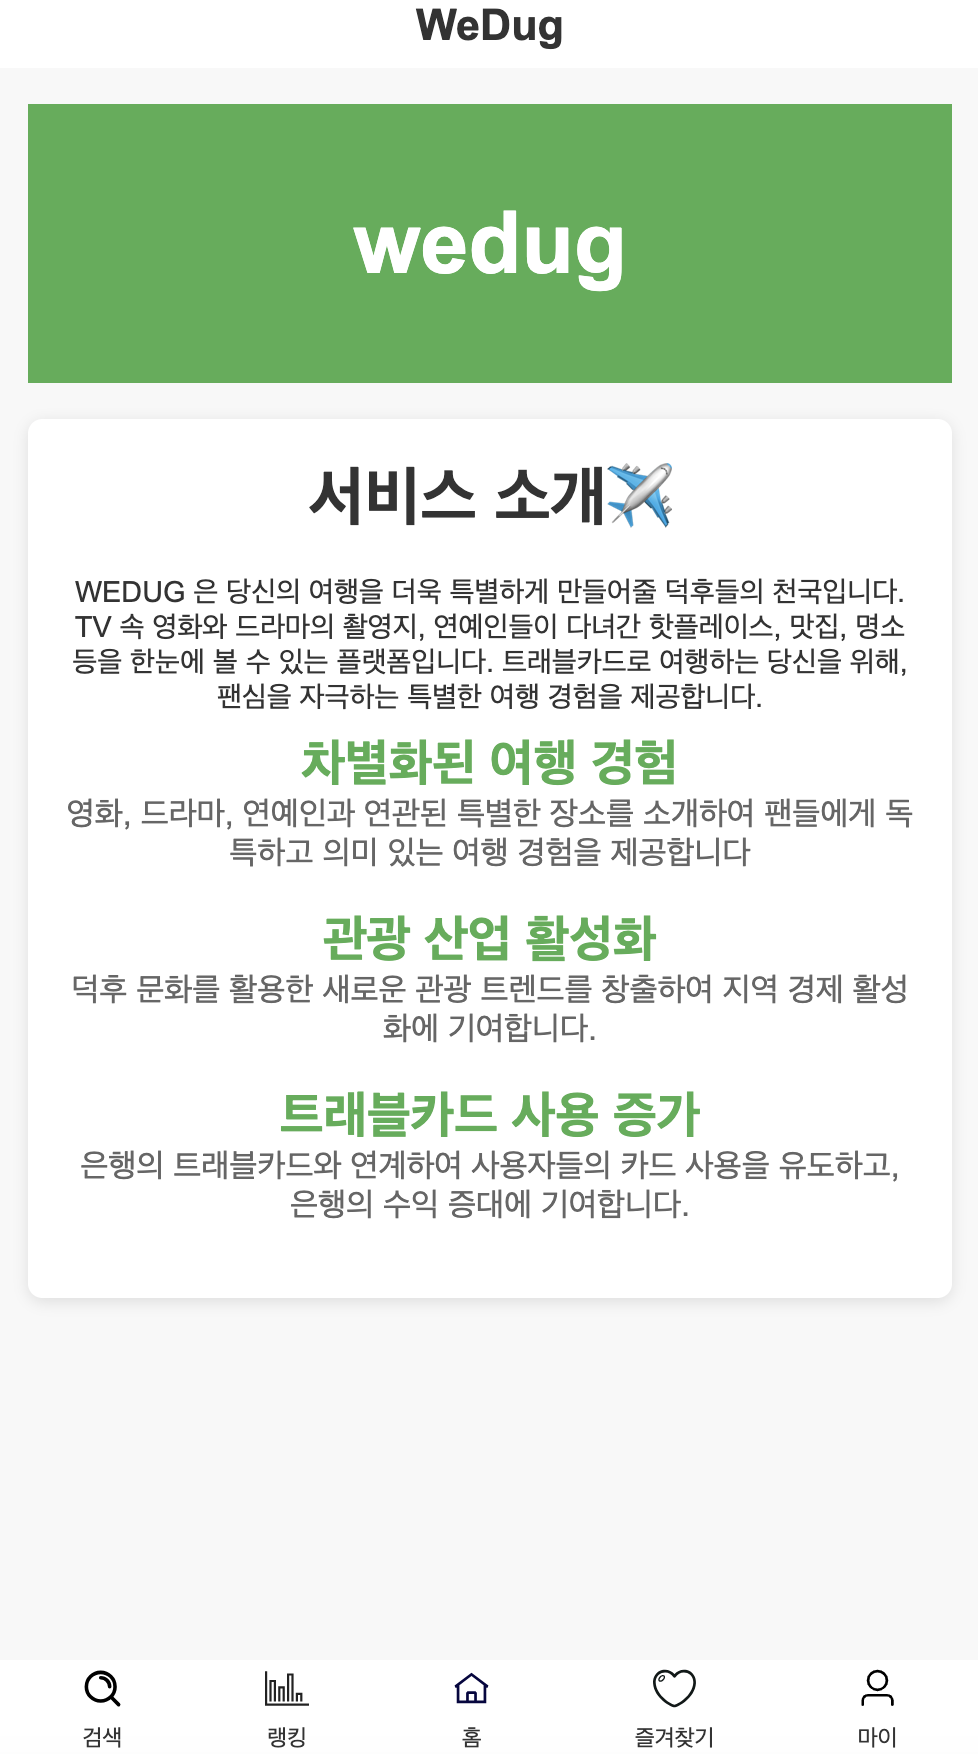 WeDug
wedug
서비스 소개✈️
WEDUG 은 당신의 여행을 더욱 특별하게 만들어줄 덕후들의 천국입니다.
TV 속 영화와 드라마의 촬영지, 연예인들이 다녀간 핫플레이스, 맛집, 명소
등을 한눈에 볼 수 있는 플랫폼입니다. 트래블카드로 여행하는 당신을 위해,
팬심을 자극하는 특별한 여행 경험을 제공합니다.
차별화된 여행 경험
영화, 드라마, 연예인과 연관된 특별한 장소를 소개하여 팬들에게 독
특하고 의미 있는 여행 경험을 제공합니다
관광 산업 활성화
덕후 문화를 활용한 새로운 관광 트렌드를 창출하여 지역 경제 활성
화에 기여합니다.
트래블카드 사용 증가
은행의 트래블카드와 연계하여 사용자들의 카드 사용을 유도하고,
은행의 수익 증대에 기여합니다.
검색
랭킹
홈
즐겨찾기
마이